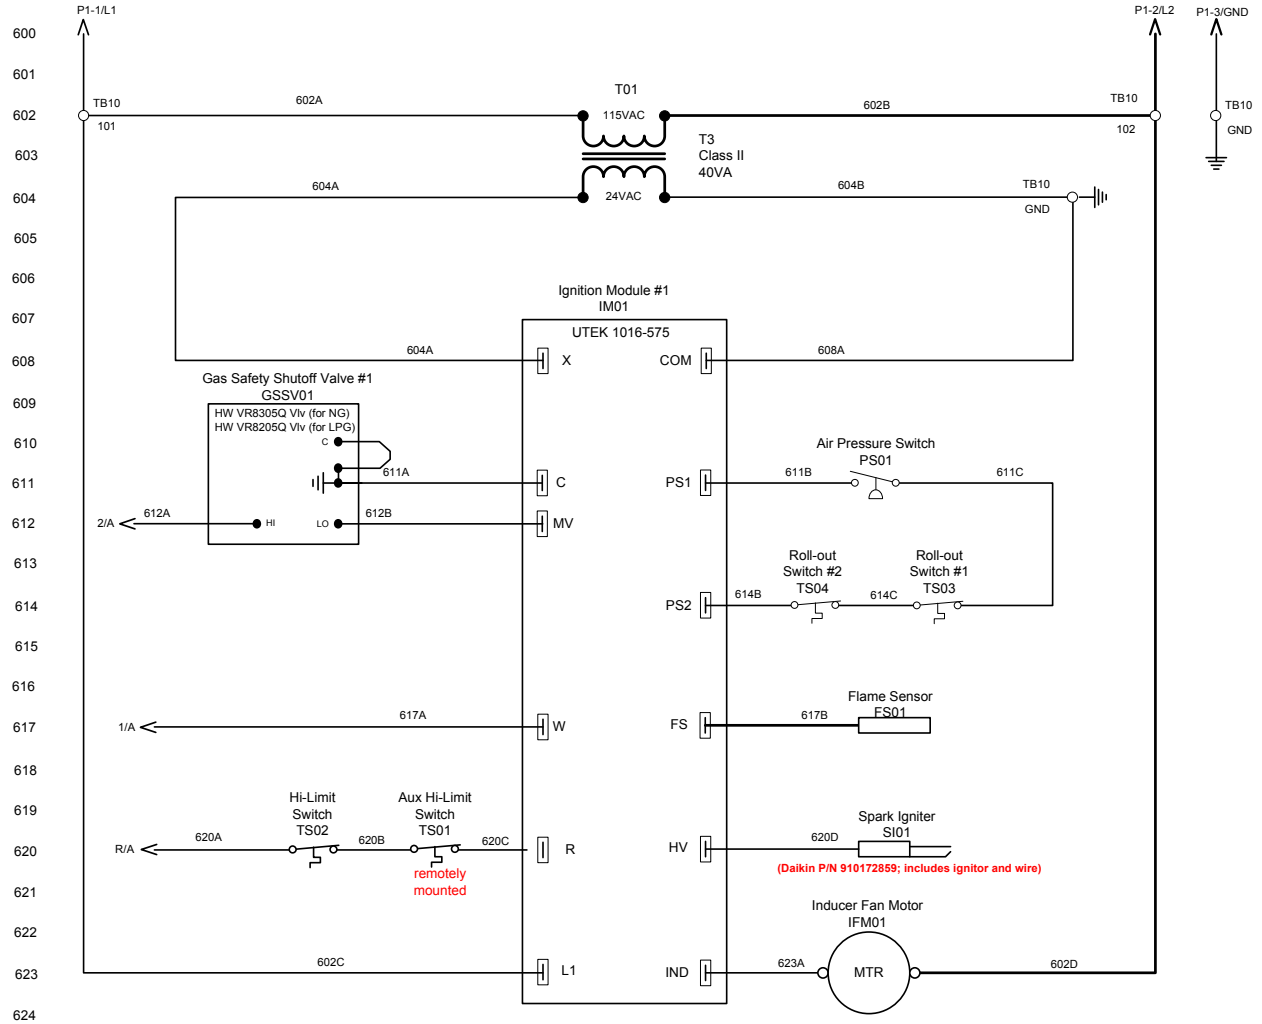 P1-1/L1
P1-2/L2
P1-3/GND
600
601
T01
TB10
602A
602B
TB10
TB10
602
115VAC
101
102
GND
603
T3
Class II
40VA
604A
604B
TB10
604
24VAC
GND
605
606
Ignition Module #1
IM01
607
UTEK 1016-575
604A
608A
608
X
COM
Gas Safety Shutoff Valve #1
GSSV01
609
HW VR8305Q Vlv (for NG)
HW VR8205Q Vlv (for LPG)
610
C
Air Pressure Switch
PS01
611A
611B
611C
611
C
PS1
612A
612B
612
2/A
HI
LO
MV
613
Roll-out
Switch #2
TS04
Roll-out
Switch #1
TS03
614B
614C
614
PS2
615
616
Flame Sensor
FS01
617A
617B
617
1/A
W
FS
618
619
Hi-Limit
Switch
TS02
Aux Hi-Limit
Switch
TS01
Spark Igniter
SI01
620A
620B
620C
620D
620
R/A
R
HV
remotely
mounted
(Daikin P/N 910172859; includes ignitor and wire)
621
Inducer Fan Motor
IFM01
622
602C
623A
602D
623
L1
IND
MTR
624